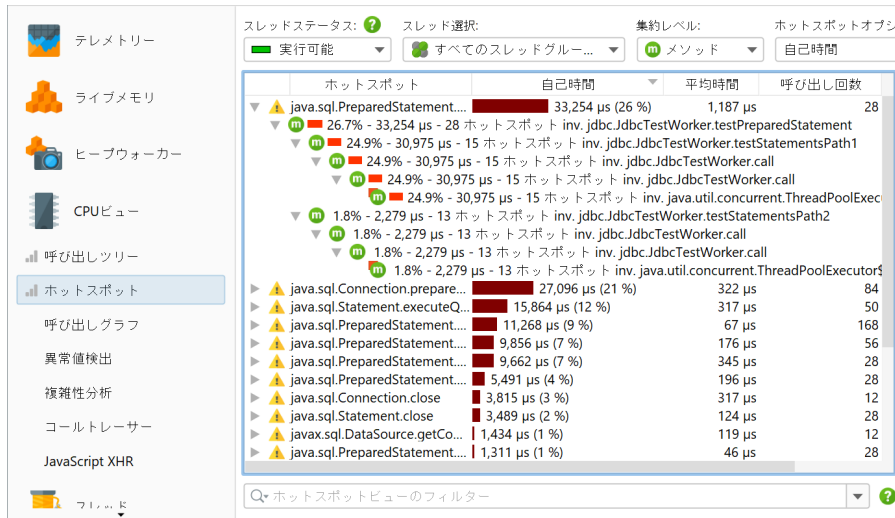 テレメトリー
ライブメモリ
ヒープウォーカー
CPUビュー
呼び出しツリー
ホットスポット
呼び出しグラフ
異常値検出
複雑性分析
コールトレーサー
JavaScript XHR
スレッド
スレッドステータス: ? スレッド選択: 集約レベル: ホットスポットオプシ
実行可能 すべてのスレッドグルー... m メソッド 自己時間
ホットスポット 自己時間 平均時間 呼び出し回数
java.sql.PreparedStatement.... 33,254 µs (26 %) 1,187 µs 28
m 26.7% - 33,254 µs - 28 ホットスポット inv. jdbc.JdbcTestWorker.testPreparedStatement
m 24.9% - 30,975 µs - 15 ホットスポット inv. jdbc.JdbcTestWorker.testStatementsPath1
m 24.9% - 30,975 µs - 15 ホットスポット inv. jdbc.JdbcTestWorker.call
m 24.9% - 30,975 µs - 15 ホットスポット inv. jdbc.JdbcTestWorker.call
m 24.9% - 30,975 µs - 15 ホットスポット inv. java.util.concurrent.ThreadPoolExec
m 1.8% - 2,279 µs - 13 ホットスポット inv. jdbc.JdbcTestWorker.testStatementsPath2
m 1.8% - 2,279 µs - 13 ホットスポット inv. jdbc.JdbcTestWorker.call
m 1.8% - 2,279 µs - 13 ホットスポット inv. jdbc.JdbcTestWorker.call
m 1.8% - 2,279 µs - 13 ホットスポット inv. java.util.concurrent.ThreadPoolExecutor$
java.sql.Connection.prepare... 27,096 µs (21 %) 322 µs 84
java.sql.Statement.executeQ... 15,864 µs (12 %) 317 µs 50
java.sql.PreparedStatement.... 11,268 µs (9 %) 67 µs 168
java.sql.PreparedStatement.... 9,856 µs (7 %) 176 µs 56
java.sql.PreparedStatement.... 9,662 µs (7 %) 345 µs 28
java.sql.PreparedStatement.... 5,491 µs (4 %) 196 µs 28
java.sql.Connection.close 3,815 µs (3 %) 317 µs 12
java.sql.Statement.close 3,489 µs (2 %) 124 µs 28
javax.sql.DataSource.getCo... 1,434 µs (1 %) 119 µs 12
java.sql.PreparedStatement.... 1,311 µs (1 %) 46 µs 28
ホットスポットビューのフィルター ?